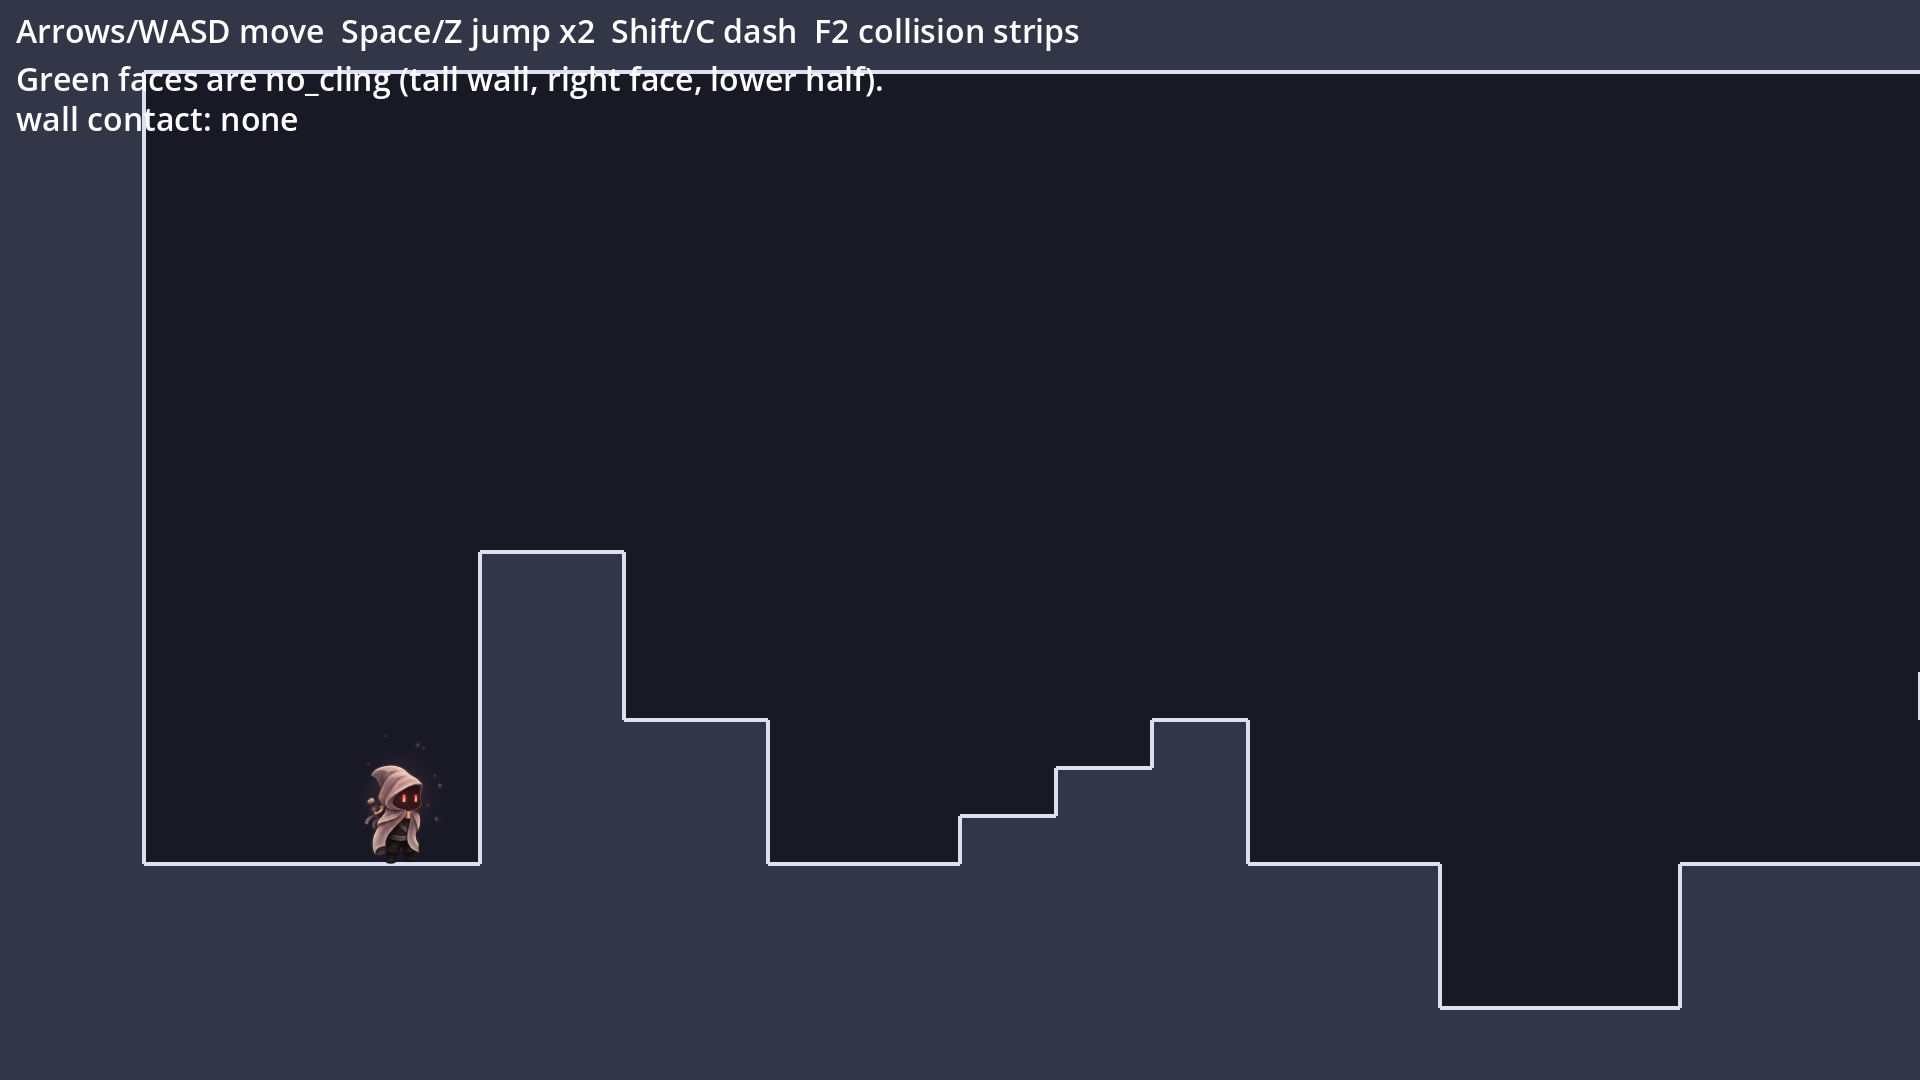 Arrows/WASD move  Space/Z jump x2  Shift/C dash  F2 collision strips
Green faces are no_cling (tall wall, right face, lower half).
wall contact: none